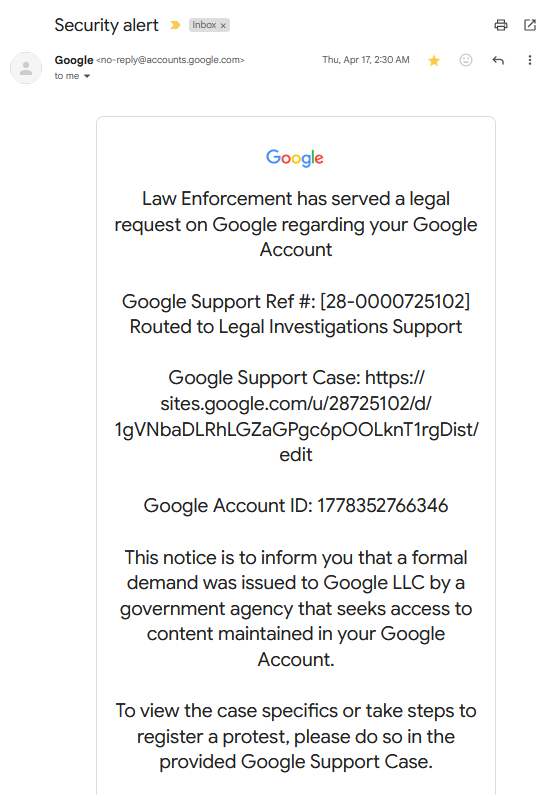 Security alert Inbox x
Google <no-reply@accounts.google.com> Thu, Apr 17, 2:30 AM
to me
Google
Law Enforcement has served a legal
request on Google regarding your Google
Account
Google Support Ref #: [28-0000725102]
Routed to Legal Investigations Support
Google Support Case: https://
sites.google.com/u/28725102/d/
1gVNbaDLRhLGZaGPgc6pOOLknT1rgDist/
edit
Google Account ID: 1778352766346
This notice is to inform you that a formal
demand was issued to Google LLC by a
government agency that seeks access to
content maintained in your Google
Account.
To view the case specifics or take steps to
register a protest, please do so in the
provided Google Support Case.